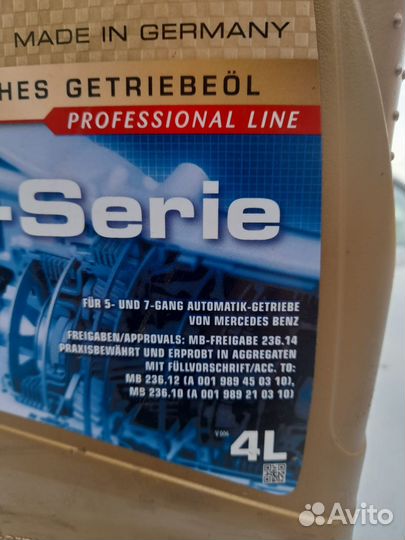 MADE IN GERMANY
HES GETRIEBEÖL
PROFESSIONAL LINE
-Serie
FÜR 5- UND 7-GANG AUTOMATIK-GETRIEBE
VON MERCEDES BENZ
FREIGABEN/APPROVALS: MB-FREIGABE 236.14
PRAXISBEWÄHRT UND ERPROBT IN AGGREGATEN
MIT FÜLLVORSCHRIFT/ACC. TO:
MB 236.12 (A 001 989 45 03 10),
MB 236.10 (A 001 989 21 03 10)
4L
Avito